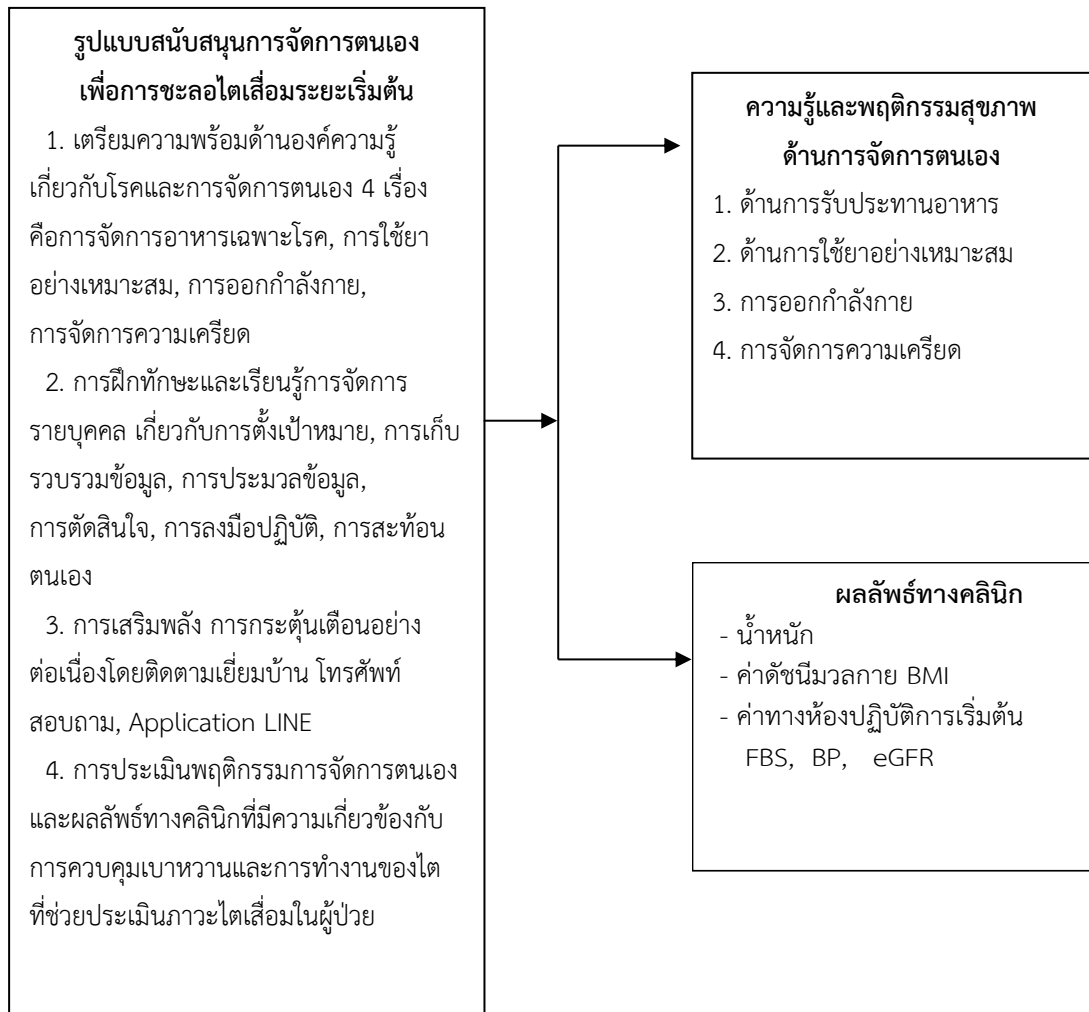 รูปแบบสนับสนุนการจัดการตนเอง
เพื่อการชะลอไตเสื่อมระยะเริ่มต้น
1. เตรียมความพร้อมด้านองค์ความรู้
เกี่ยวกับโรคและการจัดการตนเอง 4 เรื่อง
คือการจัดการอาหารเฉพาะโรค, การใช้ยา
อย่างเหมาะสม, การออกกำลังกาย,
การจัดการความเครียด
2. การฝึกทักษะและเรียนรู้การจัดการ
รายบุคคล เกี่ยวกับการตั้งเป้าหมาย, การเก็บ
รวบรวมข้อมูล, การประมวลข้อมูล,
การตัดสินใจ, การลงมือปฏิบัติ, การสะท้อน
ตนเอง
3. การเสริมพลัง การกระตุ้นเตือนอย่าง
ต่อเนื่องโดยติดตามเยี่ยมบ้าน โทรศัพท์
สอบถาม, Application LINE
4. การประเมินพฤติกรรมการจัดการตนเอง
และผลลัพธ์ทางคลินิกที่มีความเกี่ยวข้องกับ
การควบคุมเบาหวานและการทำงานของไต
ที่ช่วยประเมินภาวะไตเสื่อมในผู้ป่วย
ความรู้และพฤติกรรมสุขภาพ
ด้านการจัดการตนเอง
1. ด้านการรับประทานอาหาร
2. ด้านการใช้ยาอย่างเหมาะสม
3. การออกกำลังกาย
4. การจัดการความเครียด
ผลลัพธ์ทางคลินิก
- น้ำหนัก
- ค่าดัชนีมวลกาย BMI
- ค่าทางห้องปฏิบัติการเริ่มต้น
FBS, BP, eGFR